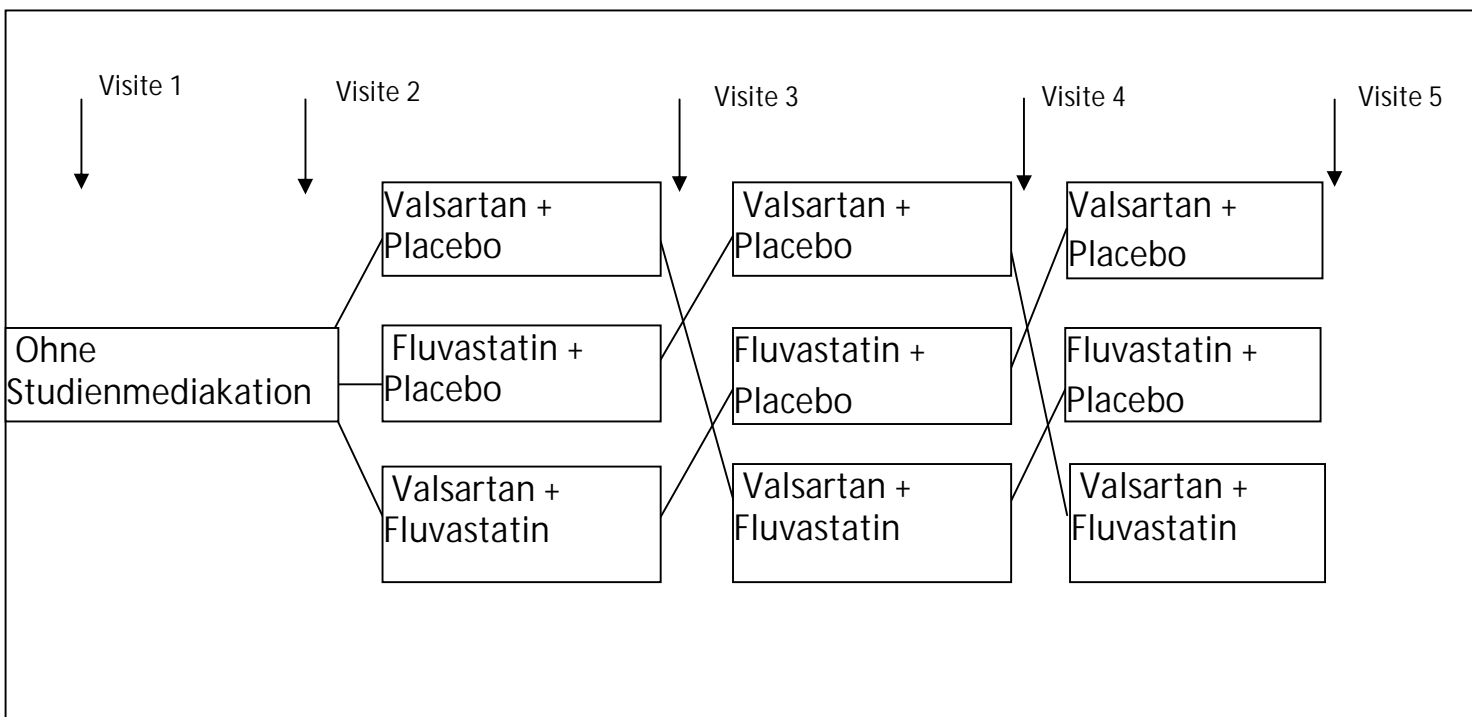 Visite 1
Visite 2
Visite 3
Visite 4
Visite 5
Valsartan +
Placebo
Valsartan +
Placebo
Valsartan +
Placebo
Ohne
Studienmediakation
Fluvastatin +
Placebo
Fluvastatin +
Placebo
Fluvastatin +
Placebo
Valsartan +
Fluvastatin
Valsartan +
Fluvastatin
Valsartan +
Fluvastatin